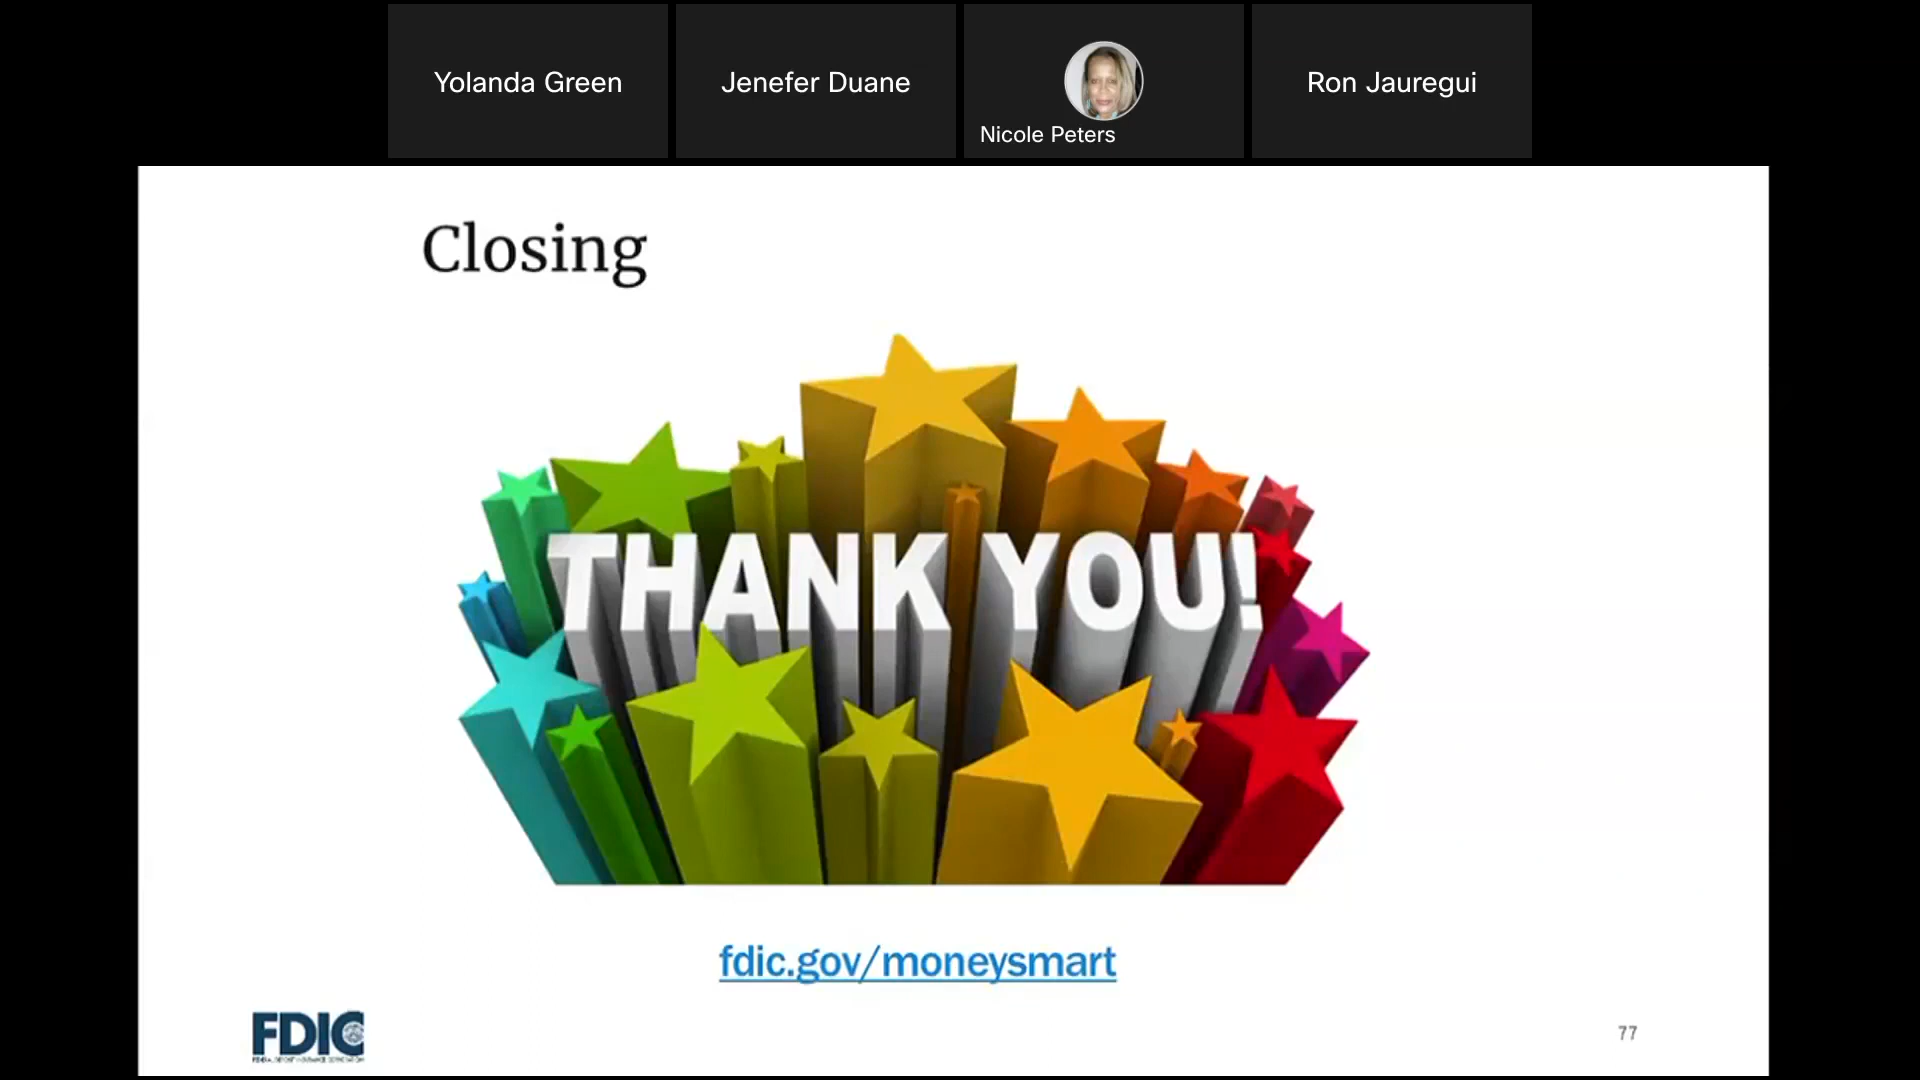 Yolanda Green
Jenefer Duane
Nicole Peters
Ron Jauregui
Closing
THANK YOU!
fdic.gov/moneysmart
FDIC
77